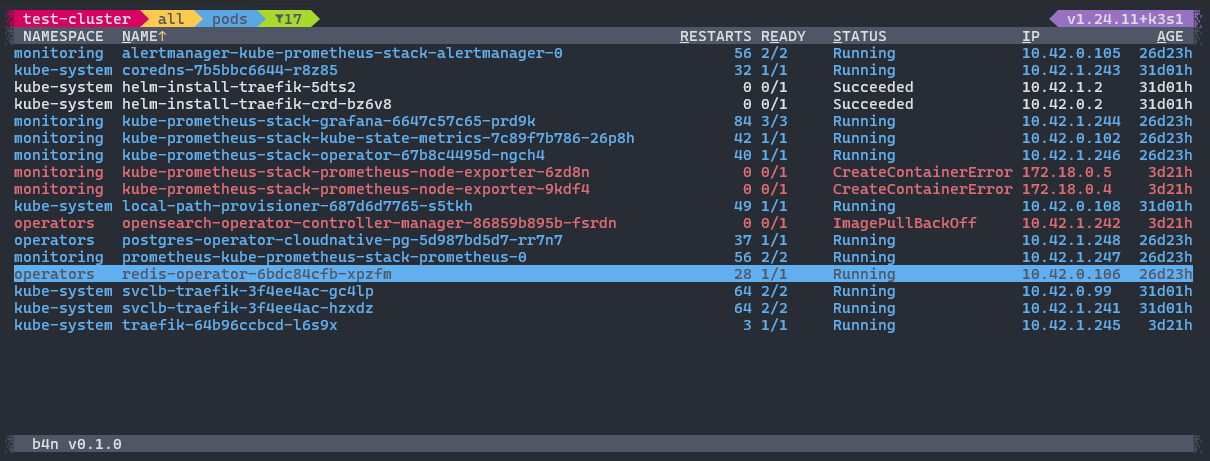 test-cluster all pods 17 v1.24.11+k3s1
NAMESPACE NAME↑ RESTARTS READY STATUS IP AGE
monitoring alertmanager-kube-prometheus-stack-alertmanager-0 56 2/2 Running 10.42.0.105 26d23h
kube-system coredns-7b5bbc6644-r8z85 32 1/1 Running 10.42.1.243 31d01h
kube-system helm-install-traefik-5dts2 0 0/1 Succeeded 10.42.1.2 31d01h
kube-system helm-install-traefik-crd-bz6v8 0 0/1 Succeeded 10.42.0.2 31d01h
monitoring kube-prometheus-stack-grafana-6647c57c65-prd9k 84 3/3 Running 10.42.1.244 26d23h
monitoring kube-prometheus-stack-kube-state-metrics-7c89f7b786-26p8h 42 1/1 Running 10.42.0.102 26d23h
monitoring kube-prometheus-stack-operator-67b8c4495d-ngch4 40 1/1 Running 10.42.1.246 26d23h
monitoring kube-prometheus-stack-prometheus-node-exporter-6zd8n 0 0/1 CreateContainerError 172.18.0.5 3d21h
monitoring kube-prometheus-stack-prometheus-node-exporter-9kdf4 0 0/1 CreateContainerError 172.18.0.4 3d21h
kube-system local-path-provisioner-687d6d7765-s5tkh 49 1/1 Running 10.42.0.108 31d01h
operators opensearch-operator-controller-manager-86859b895b-fsrdn 0 0/1 ImagePullBackOff 10.42.1.242 3d21h
operators postgres-operator-cloudnative-pg-5d987bd5d7-rr7n7 37 1/1 Running 10.42.1.248 26d23h
monitoring prometheus-kube-prometheus-stack-prometheus-0 56 2/2 Running 10.42.1.247 26d23h
operators redis-operator-6bdc84cfb-xpzfm 28 1/1 Running 10.42.0.106 26d23h
kube-system svclb-traefik-3f4ee4ac-gc4lp 64 2/2 Running 10.42.0.99 31d01h
kube-system svclb-traefik-3f4ee4ac-hzxdz 64 2/2 Running 10.42.1.241 31d01h
kube-system traefik-64b96ccbcd-l6s9x 3 1/1 Running 10.42.1.245 3d21h
b4n v0.1.0